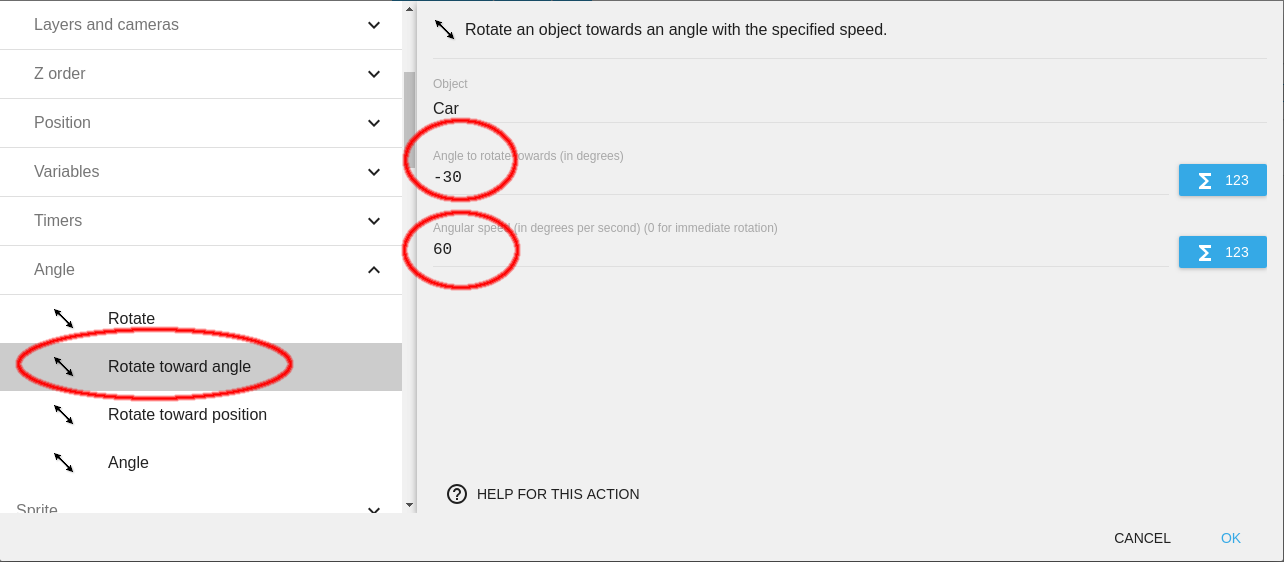 Layers and cameras
Z order
Position
Variables
Timers
Angle
Rotate
Rotate toward angle
Rotate toward position
Angle
Sprite
Rotate an object towards an angle with the specified speed.
Object
Car
Angle to rotate towards (in degrees)
-30
Σ 123
Angular speed (in degrees per second) (0 for immediate rotation)
60
Σ 123
HELP FOR THIS ACTION
CANCEL OK